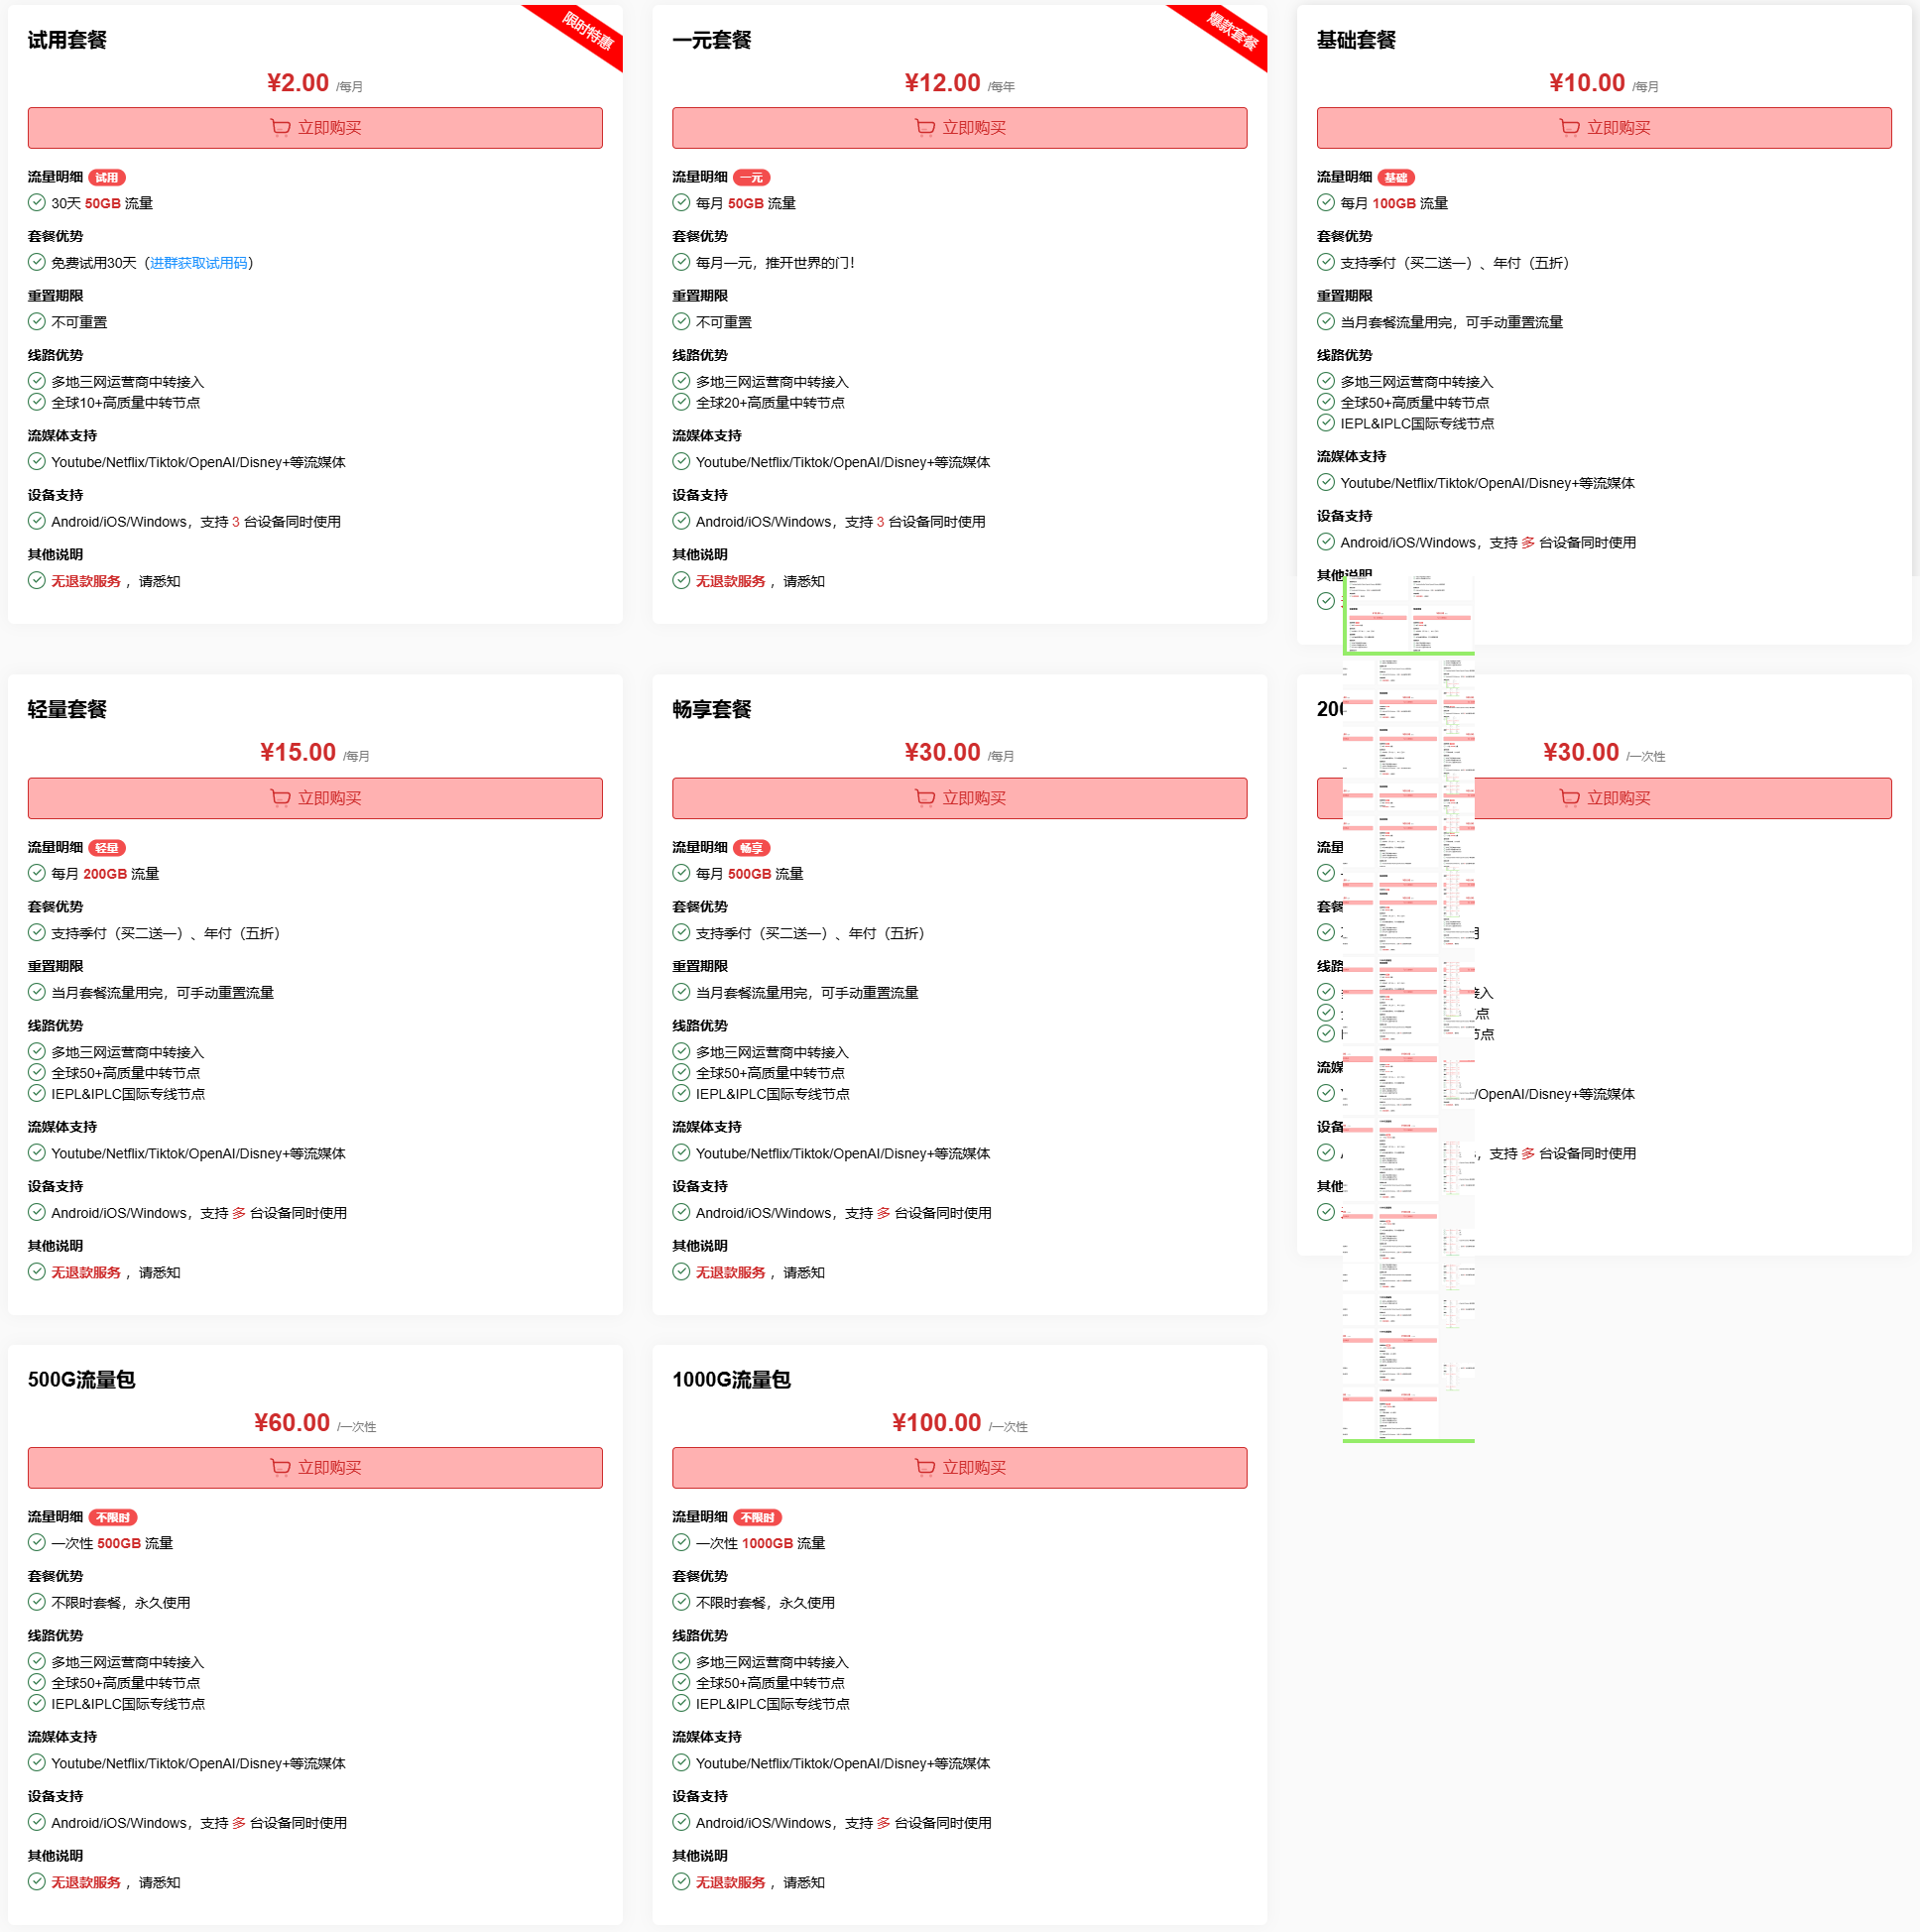 试用套餐
限时特惠
¥2.00 /每月
立即购买
流量明细 试用
30天 50GB 流量
套餐优势
免费试用30天（进群获取试用码）
重置期限
不可重置
线路优势
多地三网运营商中转接入
全球10+高质量中转节点
流媒体支持
Youtube/Netflix/Tiktok/OpenAI/Disney+等流媒体
设备支持
Android/iOS/Windows，支持 3 台设备同时使用
其他说明
无退款服务 ，请悉知
一元套餐
爆款套餐
¥12.00 /每年
立即购买
流量明细 一元
每月 50GB 流量
套餐优势
每月一元，推开世界的门！
重置期限
不可重置
线路优势
多地三网运营商中转接入
全球20+高质量中转节点
流媒体支持
Youtube/Netflix/Tiktok/OpenAI/Disney+等流媒体
设备支持
Android/iOS/Windows，支持 3 台设备同时使用
其他说明
无退款服务 ，请悉知
基础套餐
¥10.00 /每月
立即购买
流量明细 基础
每月 100GB 流量
套餐优势
支持季付（买二送一）、年付（五折）
重置期限
当月套餐流量用完，可手动重置流量
线路优势
多地三网运营商中转接入
全球50+高质量中转节点
IEPL&IPLC国际专线节点
流媒体支持
Youtube/Netflix/Tiktok/OpenAI/Disney+等流媒体
设备支持
Android/iOS/Windows，支持 多 台设备同时使用
其他说明
轻量套餐
¥15.00 /每月
立即购买
流量明细 轻量
每月 200GB 流量
套餐优势
支持季付（买二送一）、年付（五折）
重置期限
当月套餐流量用完，可手动重置流量
线路优势
多地三网运营商中转接入
全球50+高质量中转节点
IEPL&IPLC国际专线节点
流媒体支持
Youtube/Netflix/Tiktok/OpenAI/Disney+等流媒体
设备支持
Android/iOS/Windows，支持 多 台设备同时使用
其他说明
无退款服务 ，请悉知
畅享套餐
¥30.00 /每月
立即购买
流量明细 畅享
每月 500GB 流量
套餐优势
支持季付（买二送一）、年付（五折）
重置期限
当月套餐流量用完，可手动重置流量
线路优势
多地三网运营商中转接入
全球50+高质量中转节点
IEPL&IPLC国际专线节点
流媒体支持
Youtube/Netflix/Tiktok/OpenAI/Disney+等流媒体
设备支持
Android/iOS/Windows，支持 多 台设备同时使用
其他说明
无退款服务 ，请悉知
200
¥30.00 /一次性
立即购买
流量
套餐
用
线路
接入
节点
节点
流媒
/OpenAI/Disney+等流媒体
设备
，支持 多 台设备同时使用
其他
500G流量包
¥60.00 /一次性
立即购买
流量明细 不限时
一次性 500GB 流量
套餐优势
不限时套餐，永久使用
线路优势
多地三网运营商中转接入
全球50+高质量中转节点
IEPL&IPLC国际专线节点
流媒体支持
Youtube/Netflix/Tiktok/OpenAI/Disney+等流媒体
设备支持
Android/iOS/Windows，支持 多 台设备同时使用
其他说明
无退款服务 ，请悉知
1000G流量包
¥100.00 /一次性
立即购买
流量明细 不限时
一次性 1000GB 流量
套餐优势
不限时套餐，永久使用
线路优势
多地三网运营商中转接入
全球50+高质量中转节点
IEPL&IPLC国际专线节点
流媒体支持
Youtube/Netflix/Tiktok/OpenAI/Disney+等流媒体
设备支持
Android/iOS/Windows，支持 多 台设备同时使用
其他说明
无退款服务 ，请悉知